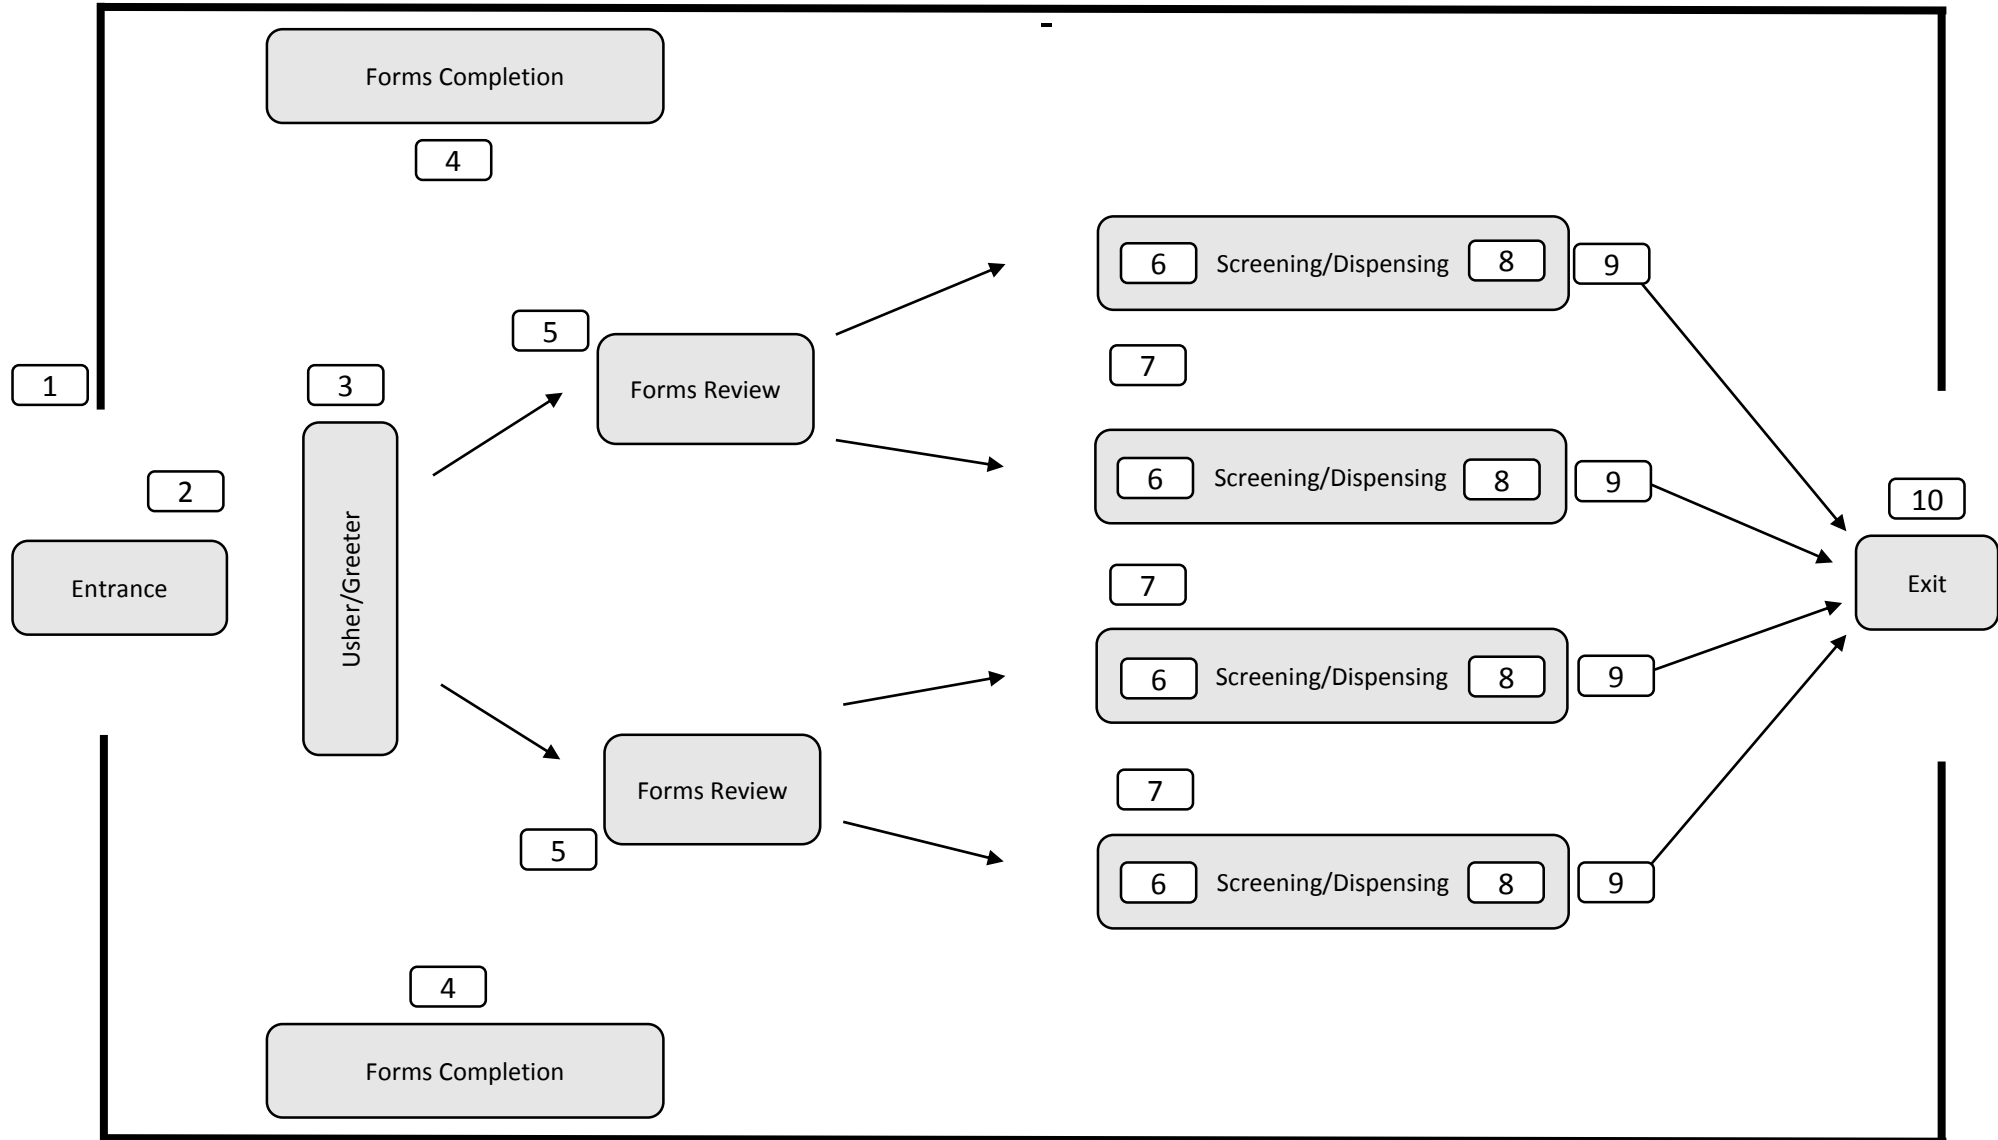 -
Forms Completion
4
6 Screening/Dispensing 8 9
5
7
1
3
Forms Review
2
6 Screening/Dispensing 8 9
10
Entrance
Usher/Greeter
7
Exit
6 Screening/Dispensing 8 9
Forms Review
7
5
6 Screening/Dispensing 8 9
4
Forms Completion